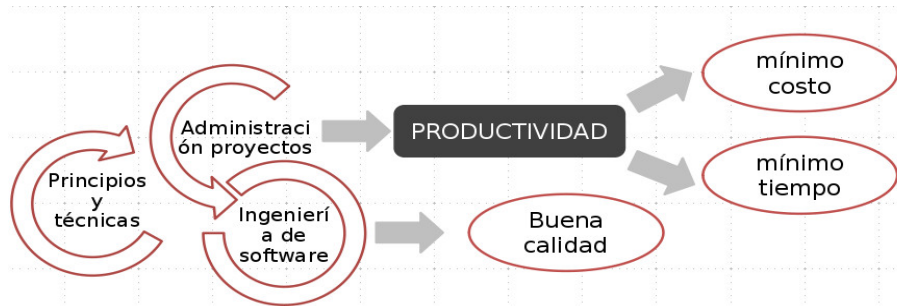 Principios
y
técnicas
Administraci
ón proyectos
Ingenierí
a de
software
PRODUCTIVIDAD
Buena
calidad
mínimo
costo
mínimo
tiempo